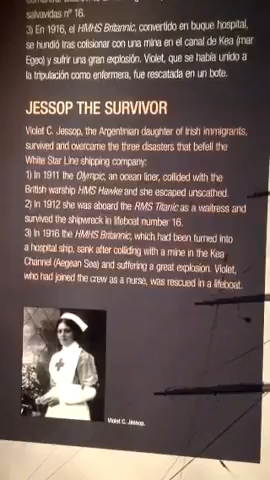 salvavidas nº 16.
3) En 1916, el HMHS Britannic, convertido en buque hospital,
se hundió tras colisionar con una mina en el canal de Kea (mar
Egeo) y sufrir una gran explosión. Violet, que se había unido a
la tripulación como enfermera, fue rescatada en un bote.
JESSOP THE SURVIVOR
Violet C. Jessop, the Argentinian daughter of Irish immigrants,
survived and overcame the three disasters that befell the
White Star Line shipping company:
1) In 1911 the Olympic, an ocean liner, collided with the
British warship HMS Hawke and she escaped unscathed.
2) In 1912 she was aboard the RMS Titanic as a waitress and
survived the shipwreck in lifeboat number 16.
3) In 1916 the HMHS Britannic, which had been turned into
a hospital ship, sank after colliding with a mine in the Kea
Channel (Aegean Sea) and suffering a great explosion. Violet,
who had joined the crew as a nurse, was rescued in a lifeboat.
Violet C. Jessop.